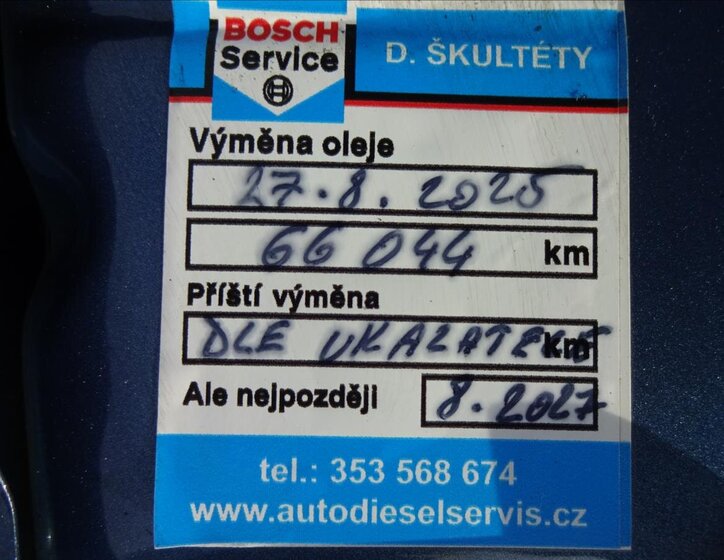 BOSCH
Service
D. ŠKULTÉTY
Výměna oleje
27.8.2025
66 044 km
Příští výměna
DLE UKAZATELE km
Ale nejpozději 8.2027
tel.: 353 568 674
www.autodieselservis.cz